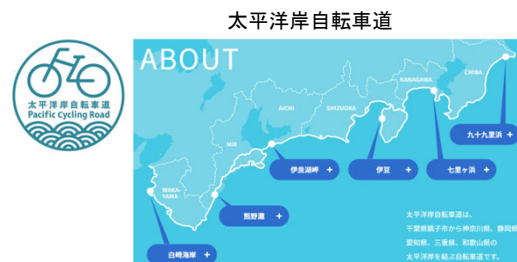 太平洋岸自転車道
太平洋岸自転車道
Pacific Cycling Road
ABOUT
CHIBA
KANAGAWA
SHIZUOKA
AICHI
MIE
WAKA-
YAMA
九十九里浜 +
七里ヶ浜 +
伊豆 +
伊良湖岬 +
熊野灘 +
白崎海岸 +
太平洋岸自転車道は、
千葉県銚子市から神奈川県、静岡県
愛知県、三重県、和歌山県の
太平洋岸を結ぶ自転車道です。